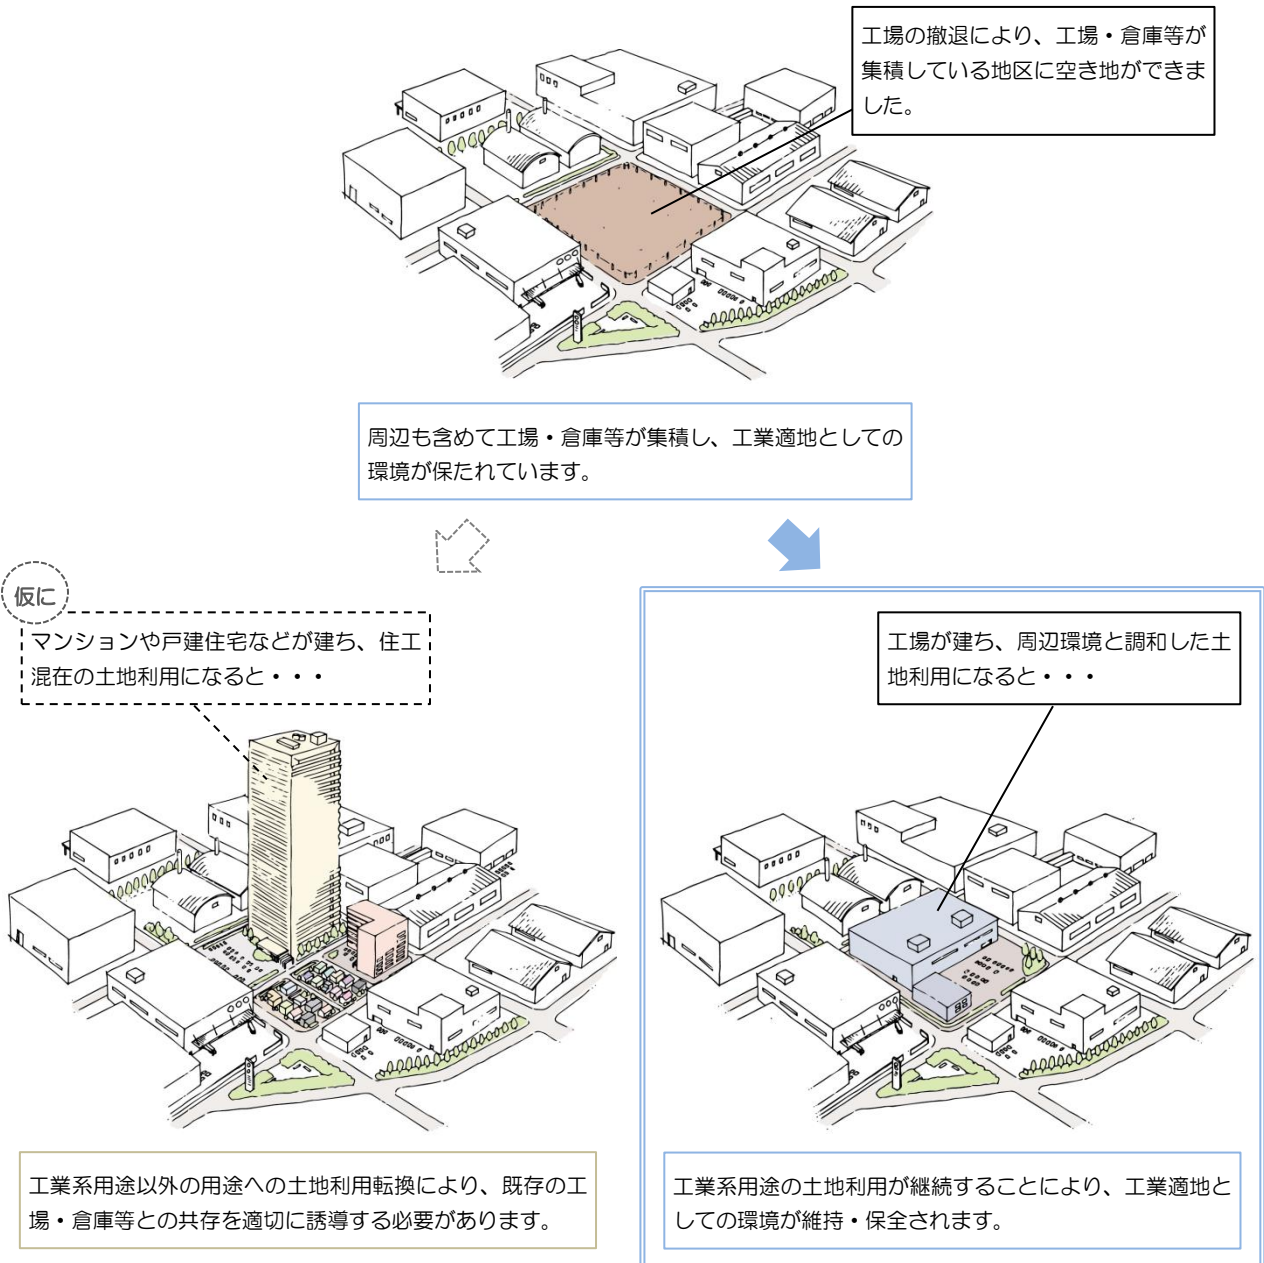 工場の撤退により、工場・倉庫等が
集積している地区に空き地ができま
した。
周辺も含めて工場・倉庫等が集積し、工業適地としての
環境が保たれています。
仮に
マンションや戸建住宅などが建ち、住工
混在の土地利用になると・・・
工場が建ち、周辺環境と調和した土
地利用になると・・・
工業系用途以外の用途への土地利用転換により、既存の工
場・倉庫等との共存を適切に誘導する必要があります。
工業系用途の土地利用が継続することにより、工業適地と
しての環境が維持・保全されます。